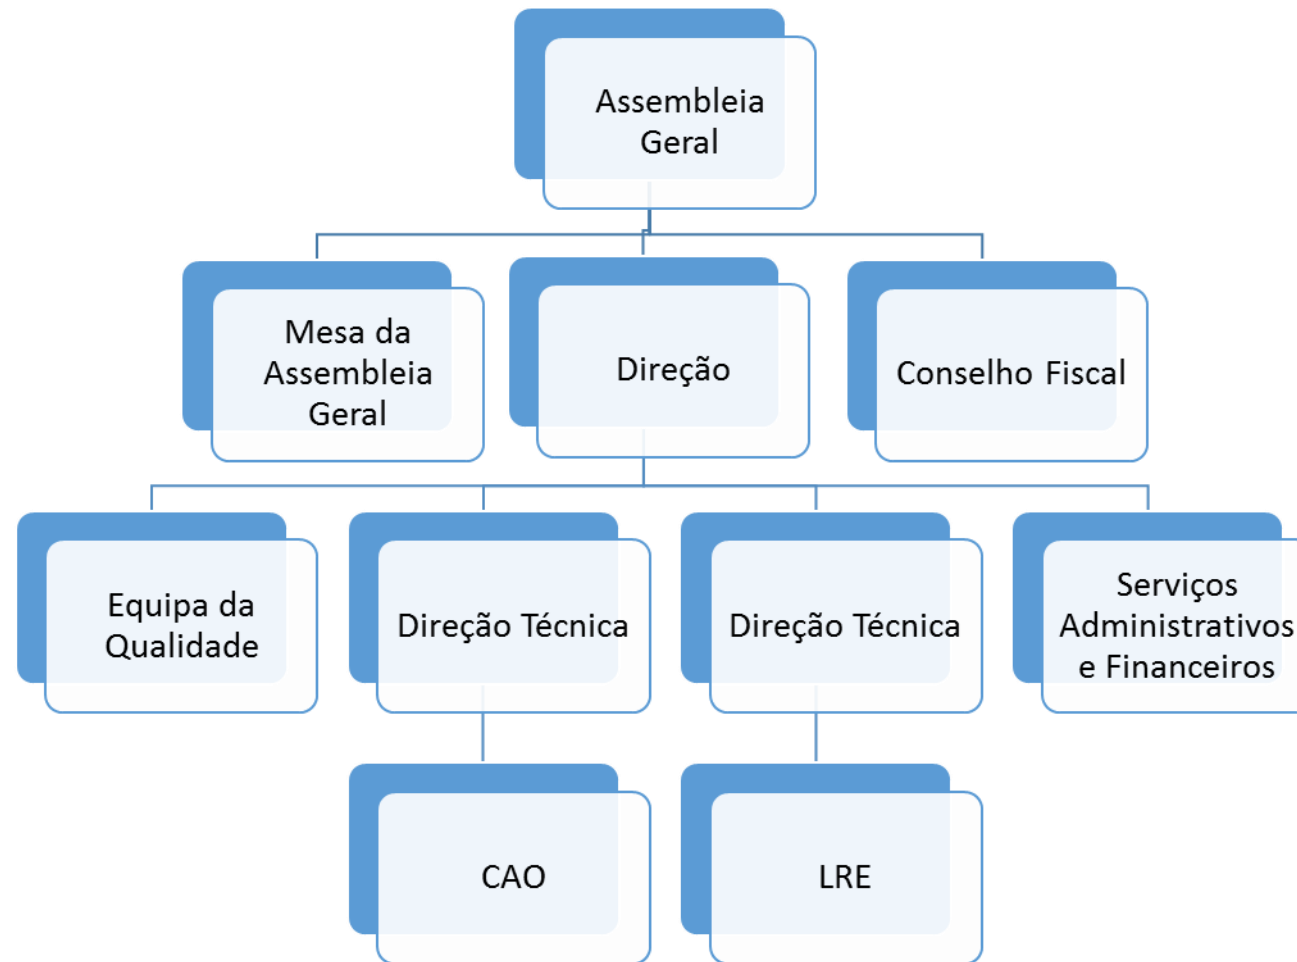 Assembleia
Geral
Mesa da
Assembleia
Geral
Direção
Conselho Fiscal
Equipa da
Qualidade
Direção Técnica
Direção Técnica
Serviços
Administrativos
e Financeiros
CAO
LRE